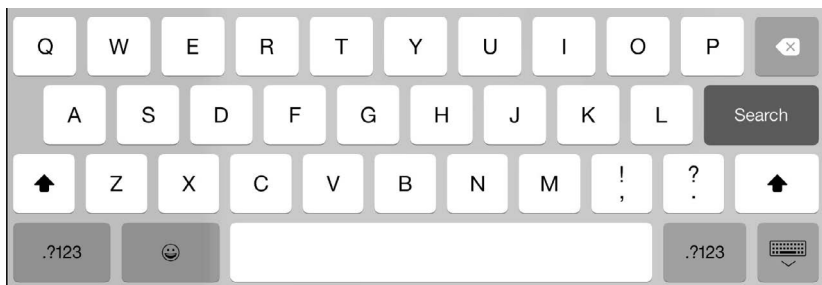 Q W E R T Y U I O P
A S D F G H J K L Search
Z X C V B N M ! , ? .
.?123 .?123